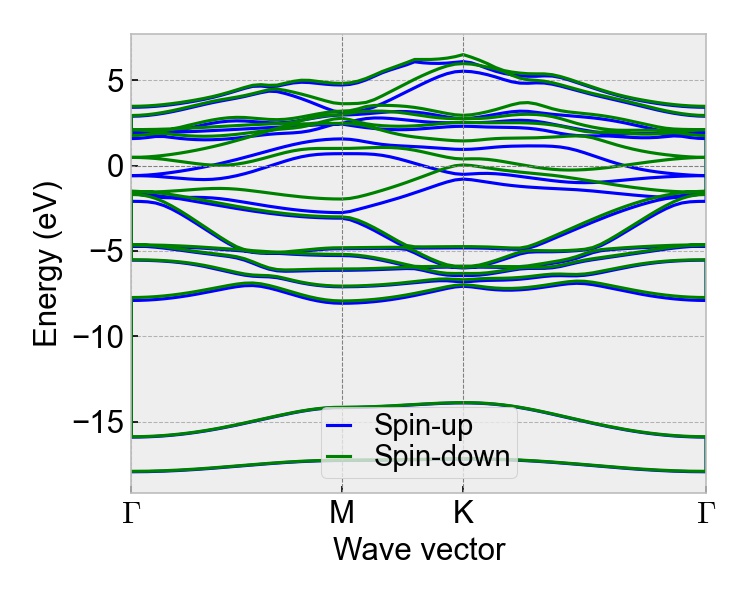 Energy (eV)
5
0
−5
−10
−15
Spin-up
Spin-down
Γ M K Γ
Wave vector